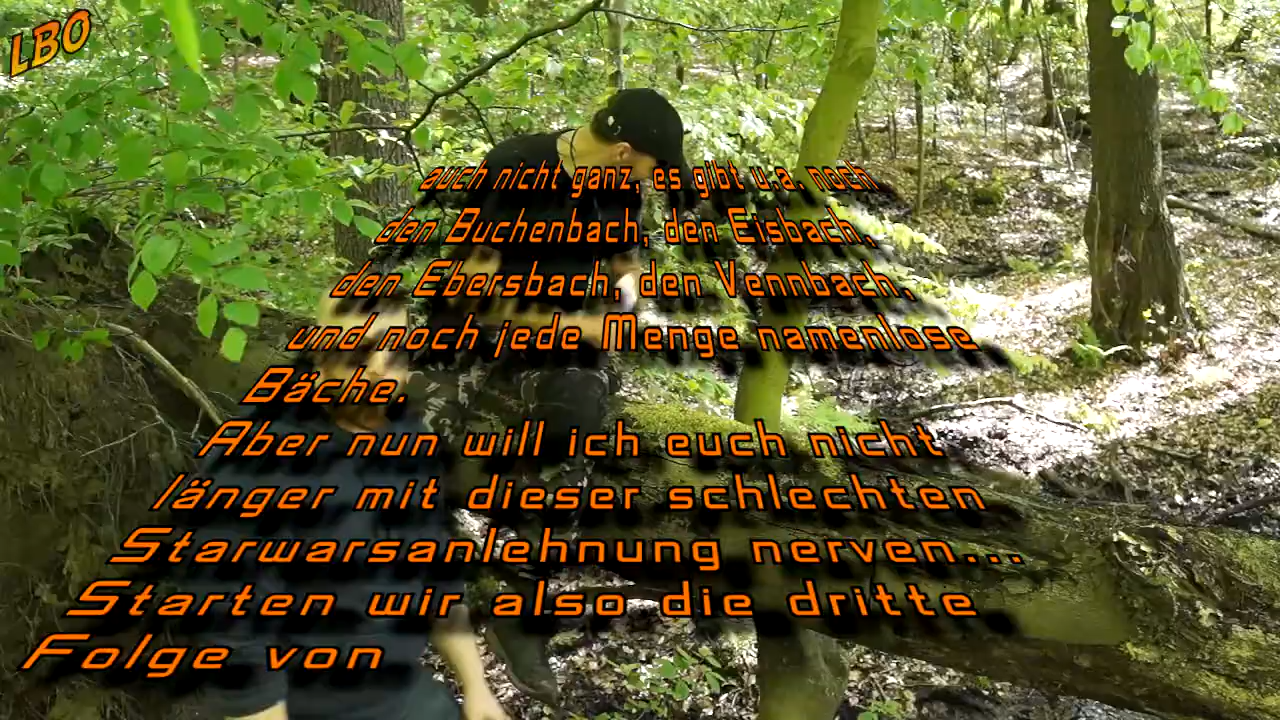 LBO
auch nicht ganz, es gibt u.a. noch
den Buchenbach, den Eisbach,
den Ebersbach, den Vennbach,
und noch jede Menge namenlose
Bäche.
Aber nun will ich euch nicht
länger mit dieser schlechten
Starwarsanlehnung nerven...
Starten wir also die dritte
Folge von